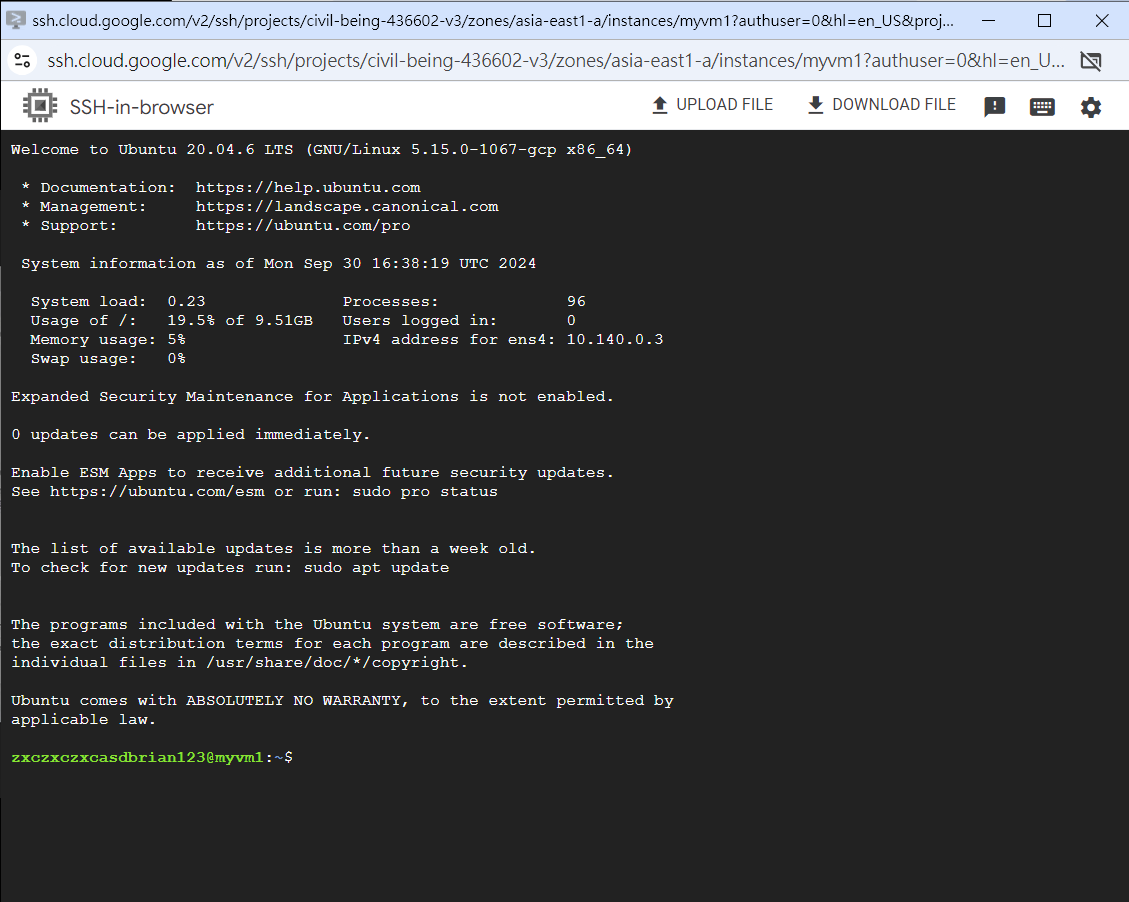 ssh.cloud.google.com/v2/ssh/projects/civil-being-436602-v3/zones/asia-east1-a/instances/myvm1?authuser=0&hl=en_US&proj...
ssh.cloud.google.com/v2/ssh/projects/civil-being-436602-v3/zones/asia-east1-a/instances/myvm1?authuser=0&hl=en_U...
SSH-in-browser UPLOAD FILE DOWNLOAD FILE
Welcome to Ubuntu 20.04.6 LTS (GNU/Linux 5.15.0-1067-gcp x86_64)
* Documentation:  https://help.ubuntu.com
* Management:     https://landscape.canonical.com
* Support:        https://ubuntu.com/pro
System information as of Mon Sep 30 16:38:19 UTC 2024
System load:  0.23              Processes:             96
Usage of /:   19.5% of 9.51GB   Users logged in:       0
Memory usage: 5%                IPv4 address for ens4: 10.140.0.3
Swap usage:   0%
Expanded Security Maintenance for Applications is not enabled.
0 updates can be applied immediately.
Enable ESM Apps to receive additional future security updates.
See https://ubuntu.com/esm or run: sudo pro status
The list of available updates is more than a week old.
To check for new updates run: sudo apt update
The programs included with the Ubuntu system are free software;
the exact distribution terms for each program are described in the
individual files in /usr/share/doc/*/copyright.
Ubuntu comes with ABSOLUTELY NO WARRANTY, to the extent permitted by
applicable law.
zxczxczxcasdbrian123@myvm1:~$